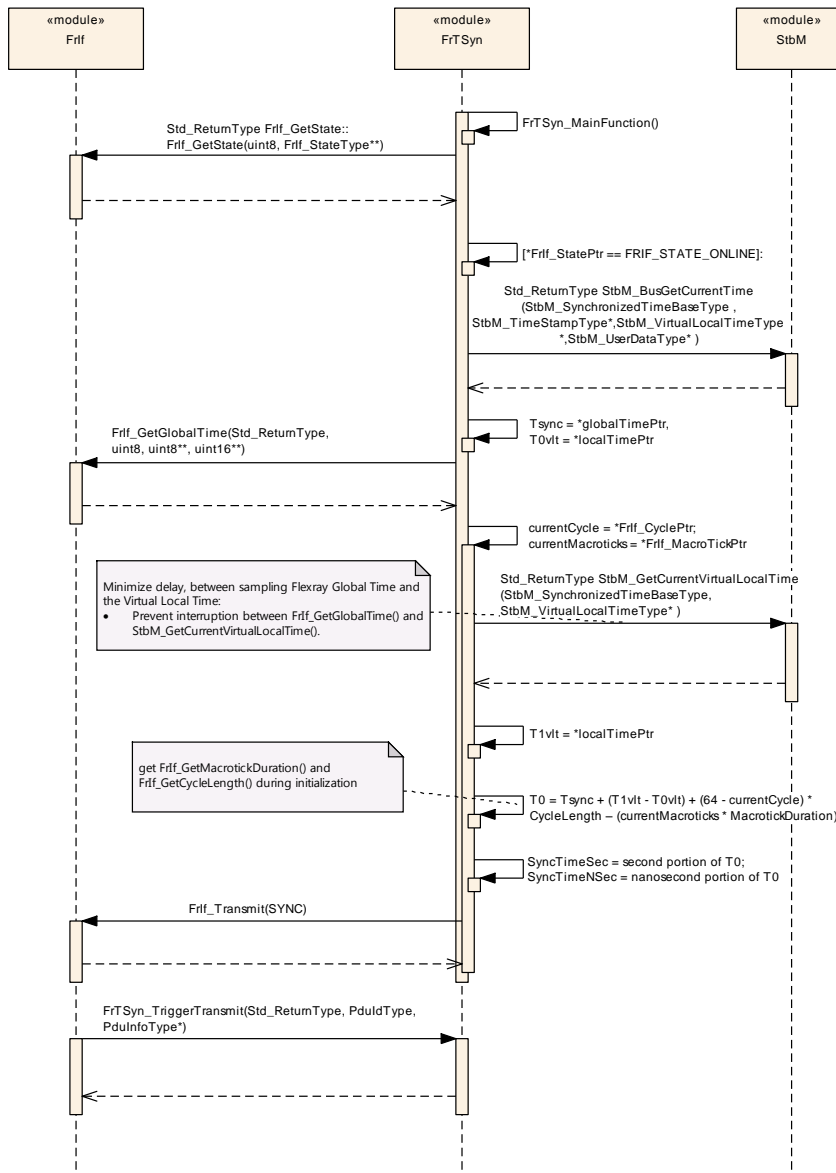 «module»
FrIf
«module»
FrTSyn
«module»
StbM
FrTSyn_MainFunction()
Std_ReturnType FrIf_GetState::
FrIf_GetState(uint8, FrIf_StateType**)
[*FrIf_StatePtr == FRIF_STATE_ONLINE]:
Std_ReturnType StbM_BusGetCurrentTime
(StbM_SynchronizedTimeBaseType ,
StbM_TimeStampType*,StbM_VirtualLocalTimeType
*,StbM_UserDataType* )
Tsync = *globalTimePtr,
T0vlt = *localTimePtr
FrIf_GetGlobalTime(Std_ReturnType,
uint8, uint8**, uint16**)
currentCycle = *FrIf_CyclePtr;
currentMacroticks = *FrIf_MacroTickPtr
Minimize delay, between sampling Flexray Global Time and
the Virtual Local Time:
• Prevent interruption between FrIf_GetGlobalTime() and
StbM_GetCurrentVirtualLocalTime().
Std_ReturnType StbM_GetCurrentVirtualLocalTime
(StbM_SynchronizedTimeBaseType,
StbM_VirtualLocalTimeType* )
T1vlt = *localTimePtr
get FrIf_GetMacrotickDuration() and
FrIf_GetCycleLength() during initialization
T0 = Tsync + (T1vlt - T0vlt) + (64 - currentCycle) *
CycleLength – (currentMacroticks * MacrotickDuration)
SyncTimeSec = second portion of T0;
SyncTimeNSec = nanosecond portion of T0
FrIf_Transmit(SYNC)
FrTSyn_TriggerTransmit(Std_ReturnType, PduIdType,
PduInfoType*)